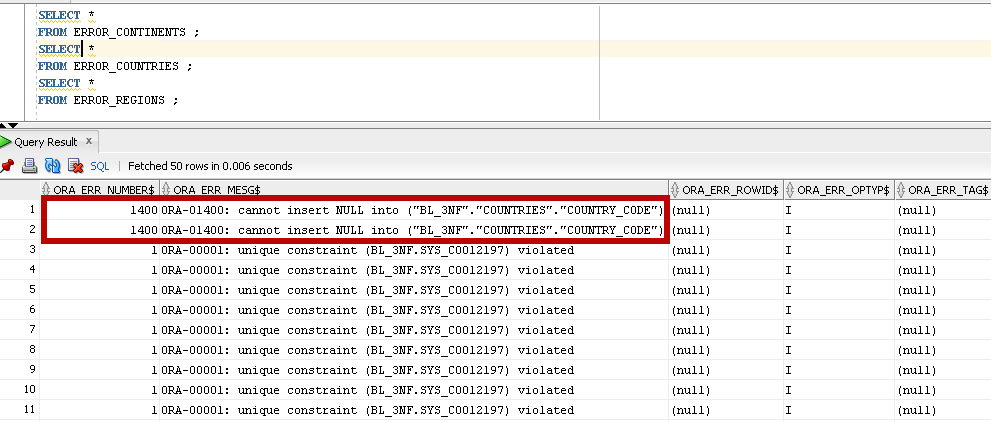 SELECT *
FROM ERROR_CONTINENTS ;
SELECT *
FROM ERROR_COUNTRIES ;
SELECT *
FROM ERROR_REGIONS ;
Query Result x
SQL | Fetched 50 rows in 0.006 seconds
ORA_ERR_NUMBER$ ORA_ERR_MESG$ ORA_ERR_ROWID$ ORA_ERR_OPTYP$ ORA_ERR_TAG$
1 1400 ORA-01400: cannot insert NULL into ("BL_3NF"."COUNTRIES"."COUNTRY_CODE") (null) I (null)
2 1400 ORA-01400: cannot insert NULL into ("BL_3NF"."COUNTRIES"."COUNTRY_CODE") (null) I (null)
3 1 ORA-00001: unique constraint (BL_3NF.SYS_C0012197) violated (null) I (null)
4 1 ORA-00001: unique constraint (BL_3NF.SYS_C0012197) violated (null) I (null)
5 1 ORA-00001: unique constraint (BL_3NF.SYS_C0012197) violated (null) I (null)
6 1 ORA-00001: unique constraint (BL_3NF.SYS_C0012197) violated (null) I (null)
7 1 ORA-00001: unique constraint (BL_3NF.SYS_C0012197) violated (null) I (null)
8 1 ORA-00001: unique constraint (BL_3NF.SYS_C0012197) violated (null) I (null)
9 1 ORA-00001: unique constraint (BL_3NF.SYS_C0012197) violated (null) I (null)
10 1 ORA-00001: unique constraint (BL_3NF.SYS_C0012197) violated (null) I (null)
11 1 ORA-00001: unique constraint (BL_3NF.SYS_C0012197) violated (null) I (null)